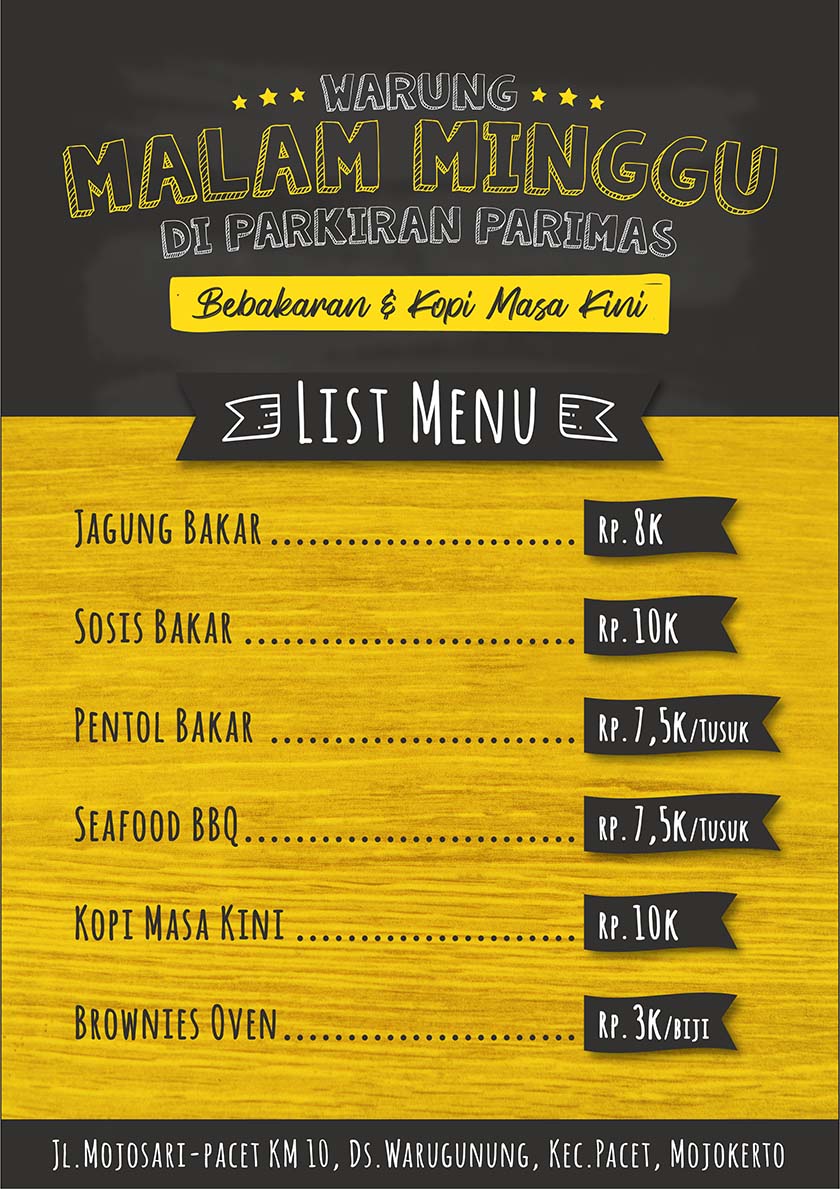 WARUNG
MALAM MINGGU
DI PARKIRAN PARIMAS
Bebakaran & Kopi Masa Kini
LIST MENU
JAGUNG BAKAR ........................ RP. 8K
SOSIS BAKAR .......................... RP. 10K
PENTOL BAKAR ........................ RP. 7,5K/TUSUK
SEAFOOD BBQ .......................... RP. 7,5K/TUSUK
KOPI MASA KINI ...................... RP. 10K
BROWNIES OVEN ....................... RP. 3K/BIJI
JL.MOJOSARI-PACET KM 10, DS.WARUGUNUNG, KEC.PACET, MOJOKERTO